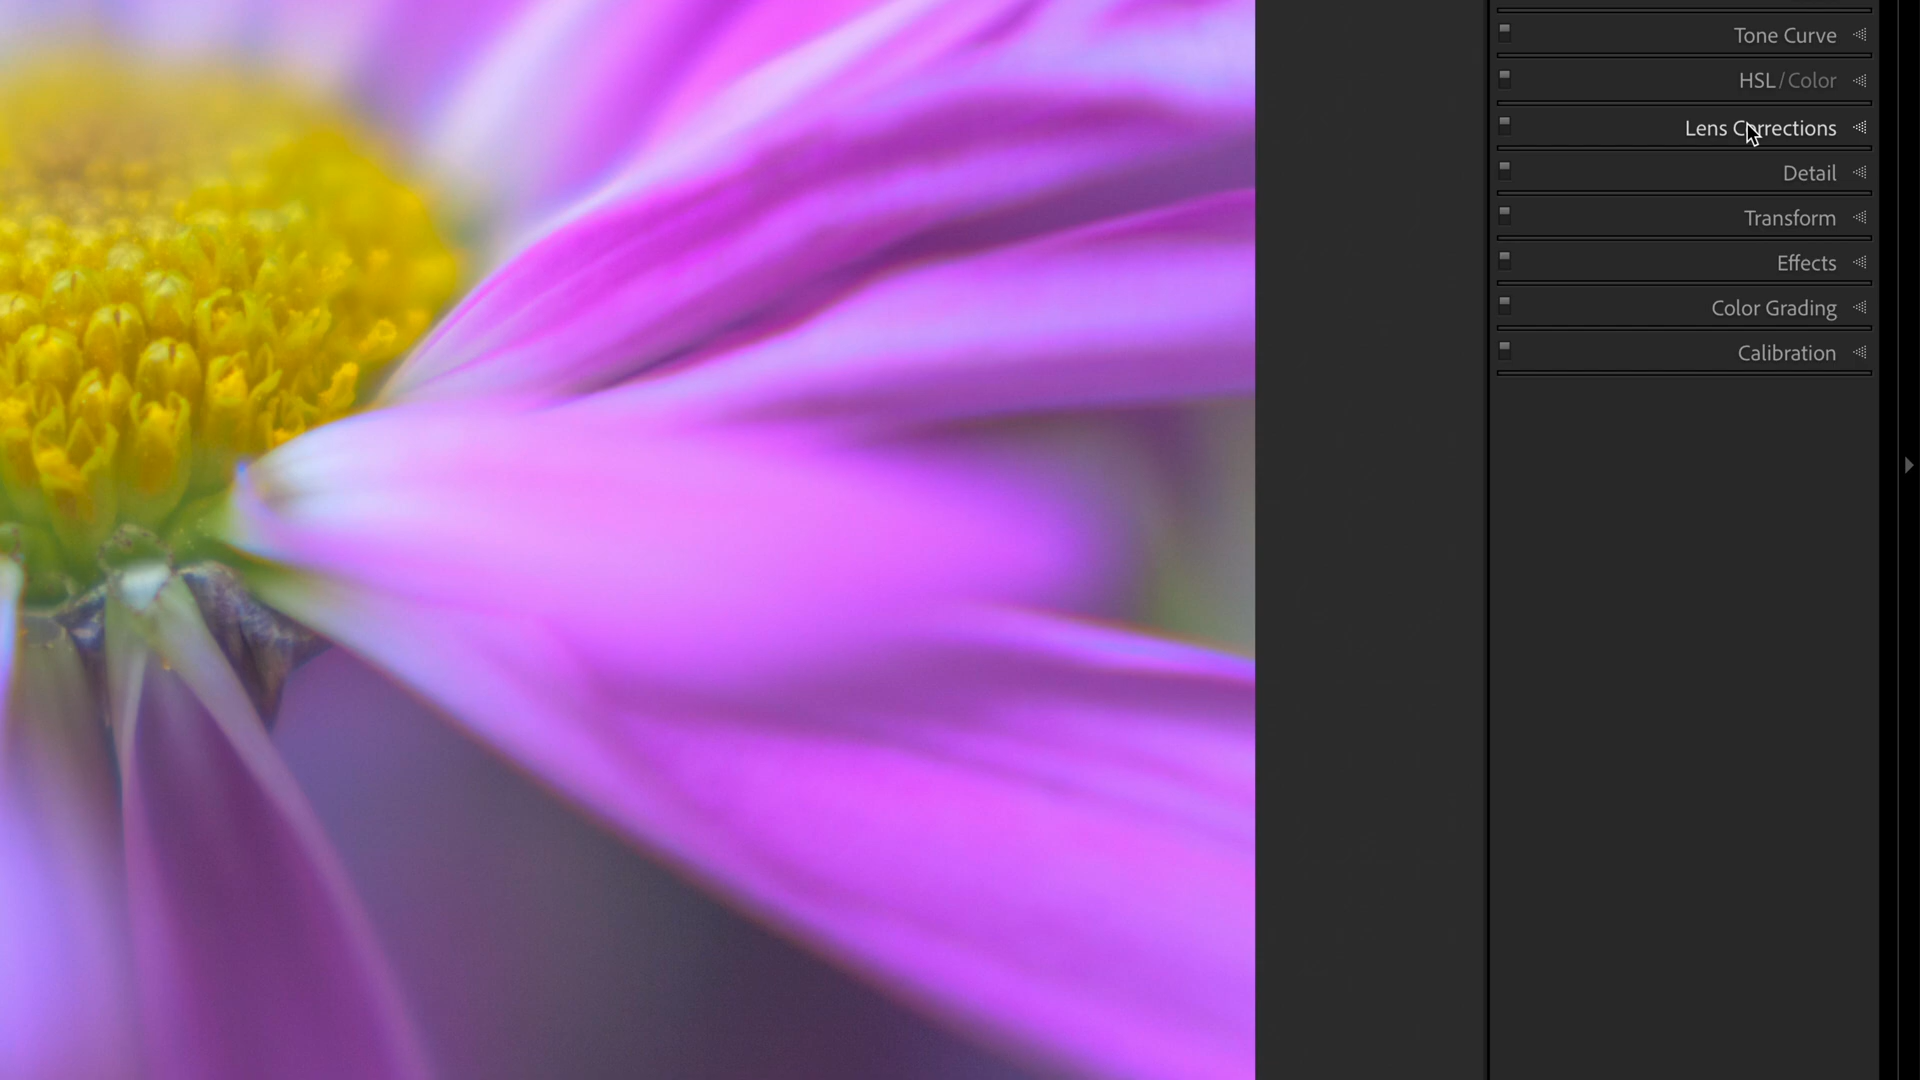 Tone Curve
HSL/Color
Lens Corrections
Detail
Transform
Effects
Color Grading
Calibration